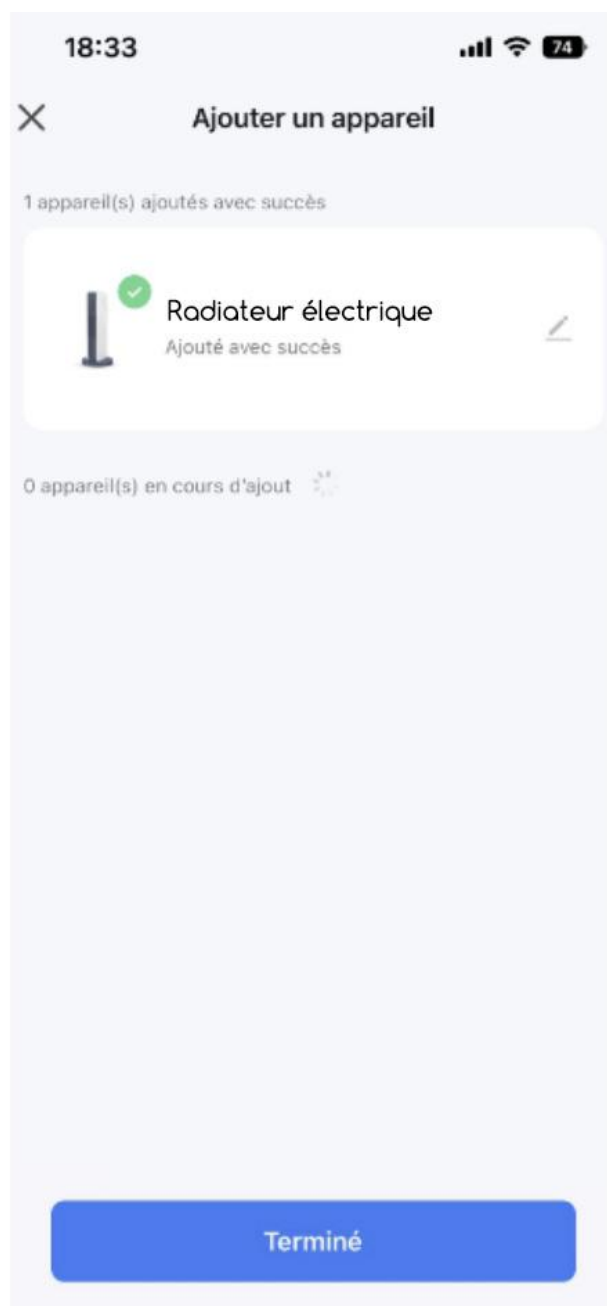 18:33
74
Ajouter un appareil
1 appareil(s) ajoutés avec succès
Radiateur électrique
Ajouté avec succès
0 appareil(s) en cours d'ajout
Terminé